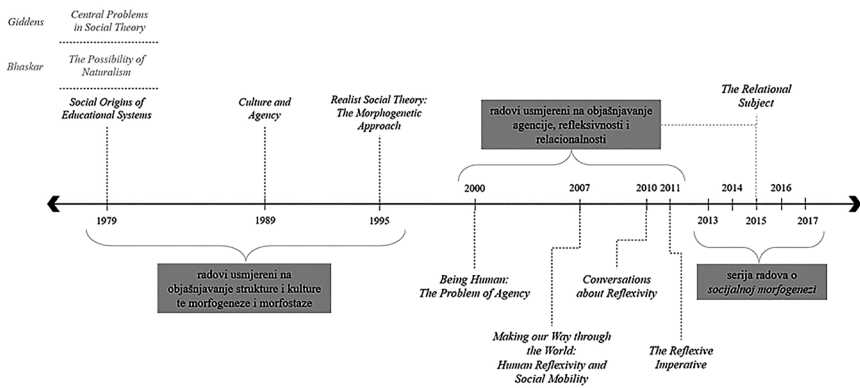 Giddens
Central Problems
in Social Theory
Bhaskar
The Possibility of
Naturalism
Social Origins of
Educational Systems
Culture and
Agency
Realist Social Theory:
The Morphogenetic
Approach
radovi usmjereni na objašnjavanje
agencije, refleksivnosti i
relacionalnosti
The Relational
Subject
2000
2007
2010
2011
2014
2016
1979
1989
1995
2013
2015
2017
radovi usmjereni na
objašnjavanje strukture i kulture
te morfogeneze i morfostaze
Being Human:
The Problem of Agency
Conversations
about Reflexivity
serija radova o
socijalnoj morfogenezi
Making our Way through
the World:
Human Reflexivity and
Social Mobility
The Reflexive
Imperative